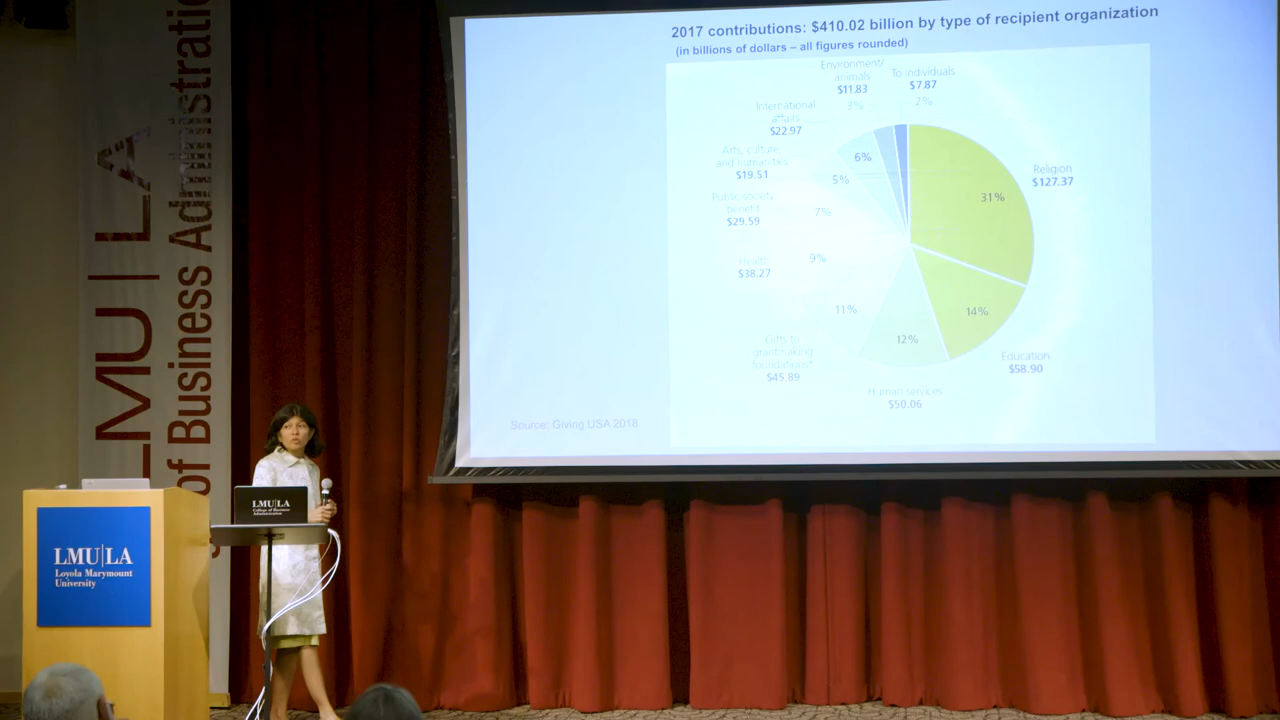 2017 contributions: $410.02 billion by type of recipient organization
(in billions of dollars – all figures rounded)
Environment/
animals
$11.83
3%
To individuals
$7.87
2%
International
affairs
$22.97
6%
Arts, culture,
and humanities
$19.51
5%
Public-society
benefit
$29.59
7%
Health
$38.27
9%
Gifts to
grantmaking
foundations*
$45.89
11%
Human services
$50.06
12%
Education
$58.90
14%
Religion
$127.37
31%
Source: Giving USA 2018
LMU | LA
of Business Administratio
LMU|LA
Loyola Marymount
University
LMU|LA
College of Business
Administration